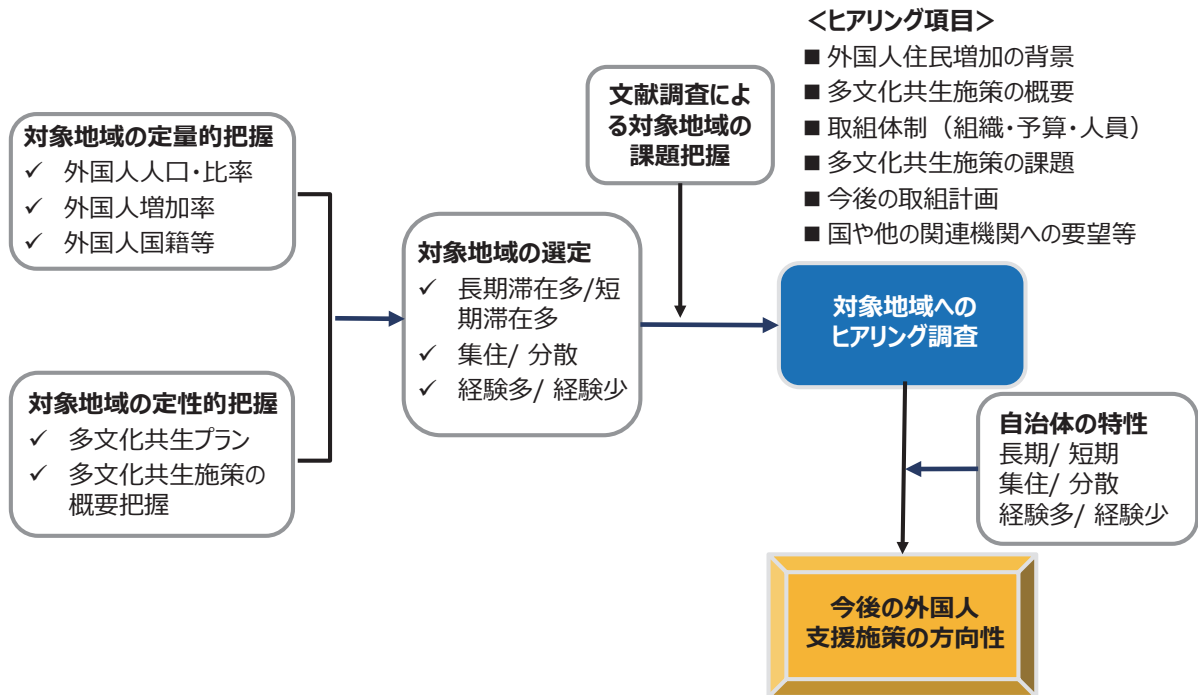 対象地域の定量的把握
✓ 外国人人口・比率
✓ 外国人増加率
✓ 外国人国籍等
対象地域の定性的把握
✓ 多文化共生プラン
✓ 多文化共生施策の
概要把握
対象地域の選定
✓ 長期滞在多/短
期滞在多
✓ 集住/ 分散
✓ 経験多/ 経験少
文献調査によ
る対象地域の
課題把握
＜ヒアリング項目＞
■ 外国人住民増加の背景
■ 多文化共生施策の概要
■ 取組体制（組織・予算・人員）
■ 多文化共生施策の課題
■ 今後の取組計画
■ 国や他の関連機関への要望等
対象地域への
ヒアリング調査
自治体の特性
長期/ 短期
集住/ 分散
経験多/ 経験少
今後の外国人
支援施策の方向性